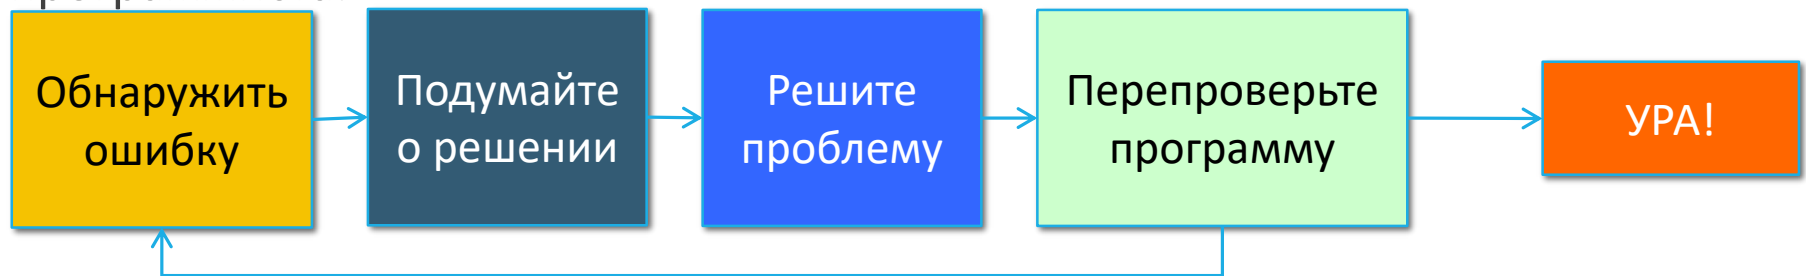 Обнаружить
ошибку
Подумайте
о решении
Решите
проблему
Перепроверьте
программу
УРА!